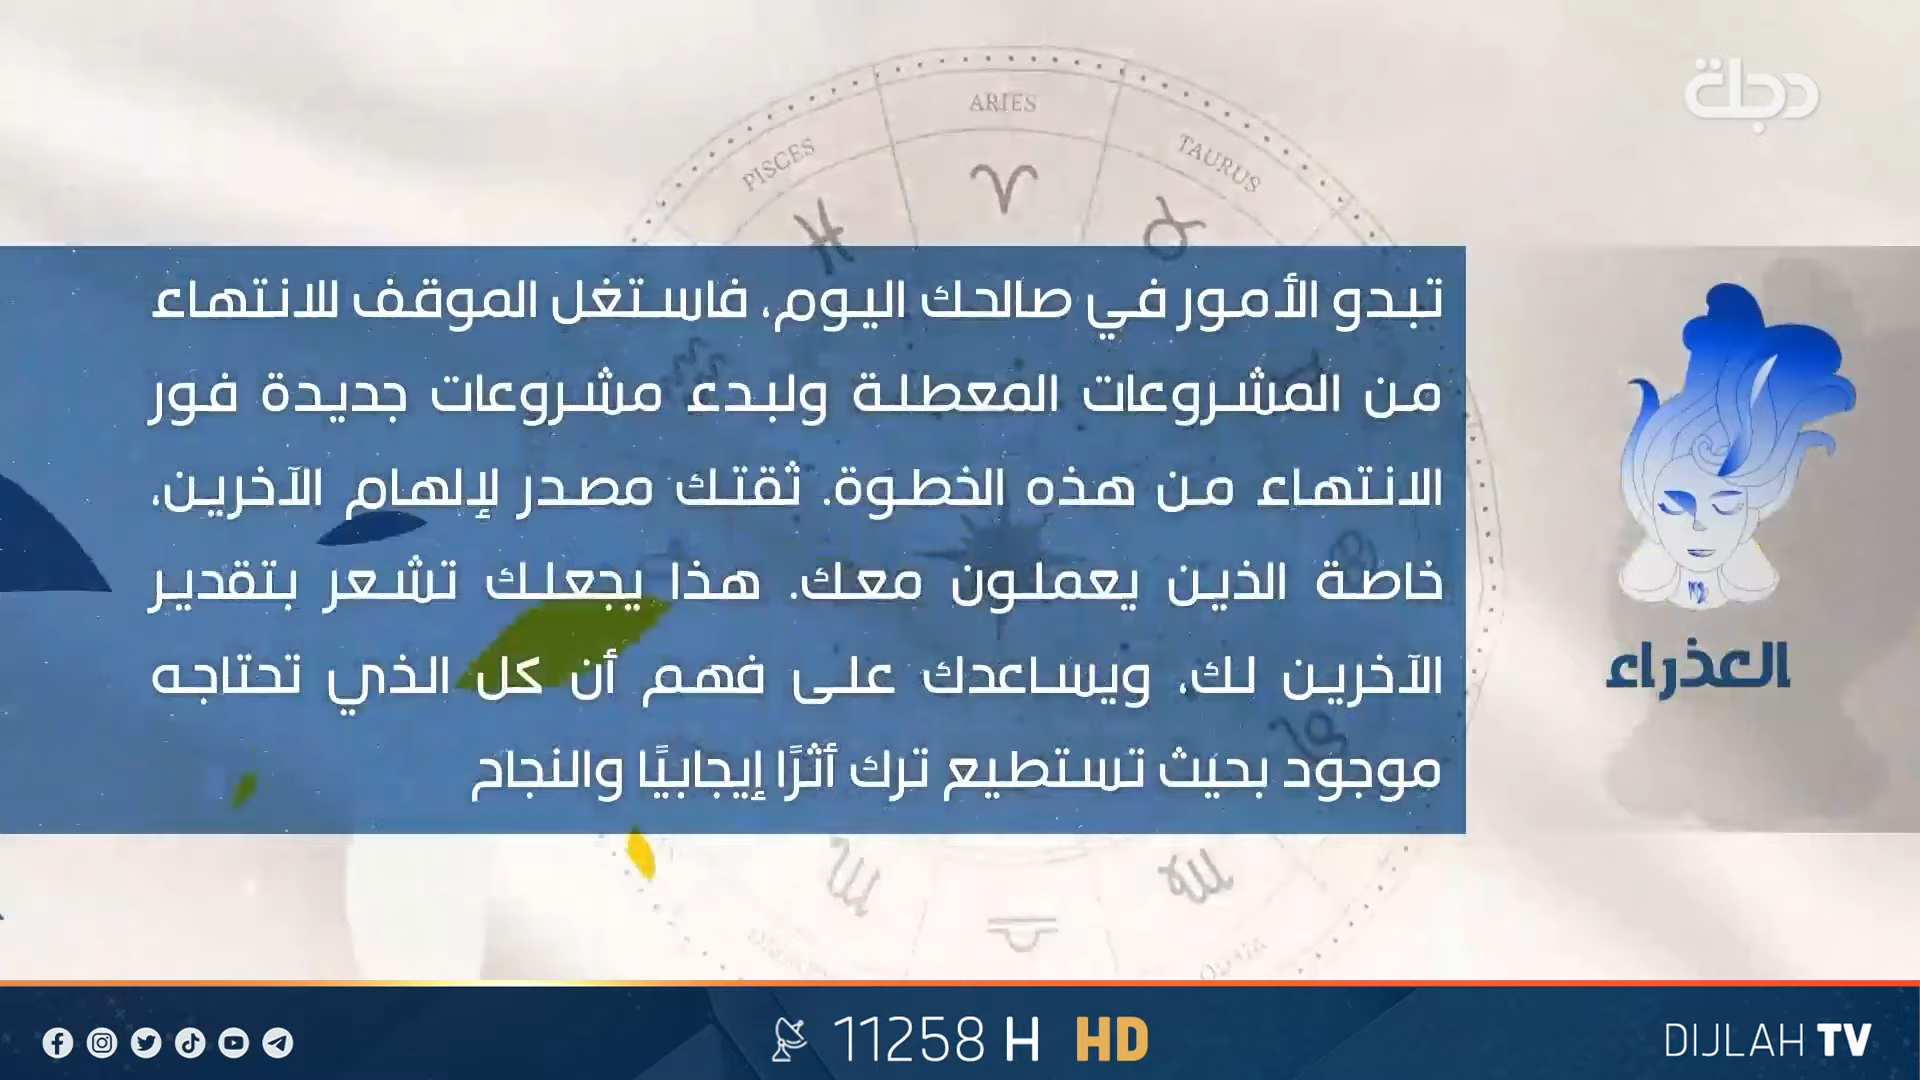 دجلة
ARIES
PISCES
TAURUS
تبدو الأمور في صالحك اليوم، فاستغل الموقف للانتهاء
من المشروعات المعطلة ولبدء مشروعات جديدة فور
الانتهاء من هذه الخطوة. ثقتك مصدر لإلهام الآخرين،
خاصة الذين يعملون معك. هذا يجعلك تشعر بتقدير
الآخرين لك، ويساعدك على فهم أن كل الذي تحتاجه
موجود بحيث تستطيع ترك أثرًا إيجابيًا والنجاح
العذراء
11258 H HD
DIJLAH TV